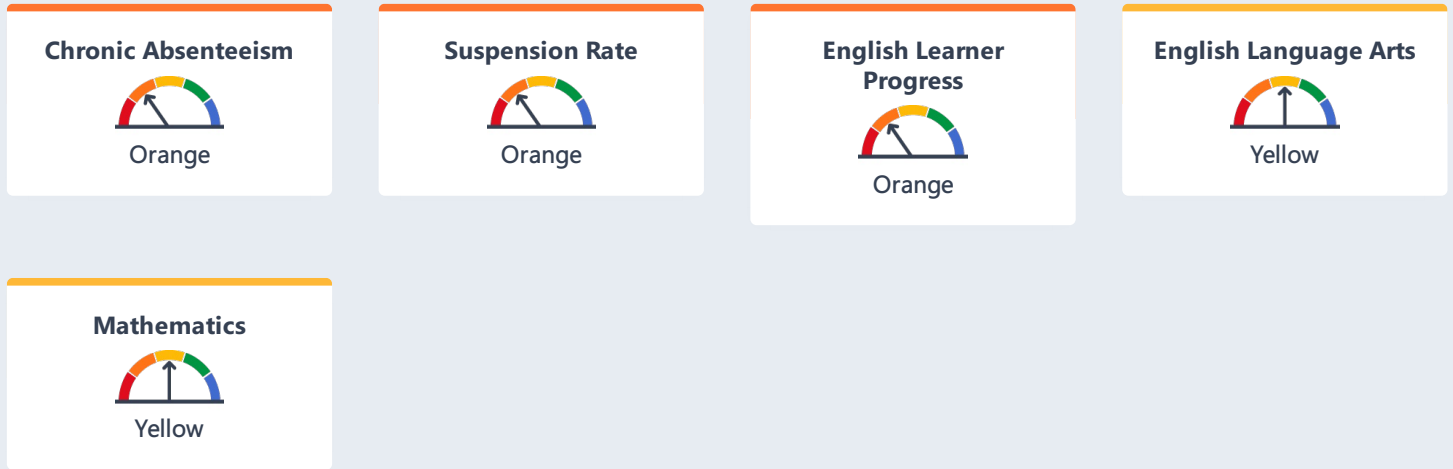 Chronic Absenteeism
Orange
Suspension Rate
Orange
English Learner
Progress
Orange
English Language Arts
Yellow
Mathematics
Yellow